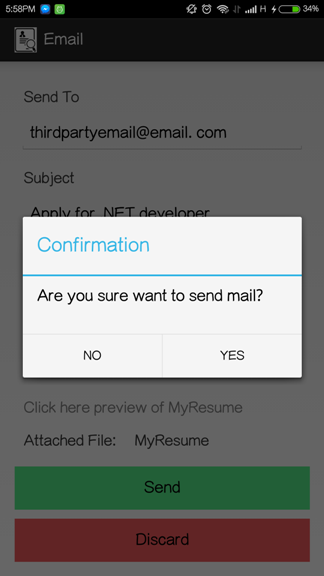 5:58PM H 34%
Email
Send To
thirdpartyemail@email. com
Subject
Apply for .NET developer
Confirmation
Are you sure want to send mail?
NO YES
Click here preview of MyResume
Attached File: MyResume
Send
Discard